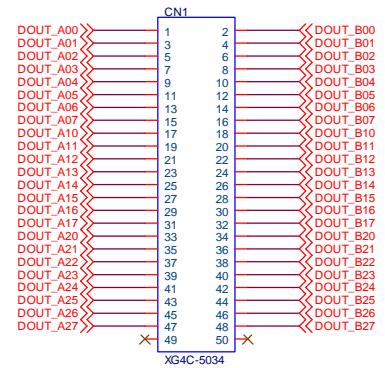 CN1
DOUT_A00 1 2 DOUT_B00
DOUT_A01 3 4 DOUT_B01
DOUT_A02 5 6 DOUT_B02
DOUT_A03 7 8 DOUT_B03
DOUT_A04 9 10 DOUT_B04
DOUT_A05 11 12 DOUT_B05
DOUT_A06 13 14 DOUT_B06
DOUT_A07 15 16 DOUT_B07
DOUT_A10 17 18 DOUT_B10
DOUT_A11 19 20 DOUT_B11
DOUT_A12 21 22 DOUT_B12
DOUT_A13 23 24 DOUT_B13
DOUT_A14 25 26 DOUT_B14
DOUT_A15 27 28 DOUT_B15
DOUT_A16 29 30 DOUT_B16
DOUT_A17 31 32 DOUT_B17
DOUT_A20 33 34 DOUT_B20
DOUT_A21 35 36 DOUT_B21
DOUT_A22 37 38 DOUT_B22
DOUT_A23 39 40 DOUT_B23
DOUT_A24 41 42 DOUT_B24
DOUT_A25 43 44 DOUT_B25
DOUT_A26 45 46 DOUT_B26
DOUT_A27 47 48 DOUT_B27
49 50
XG4C-5034